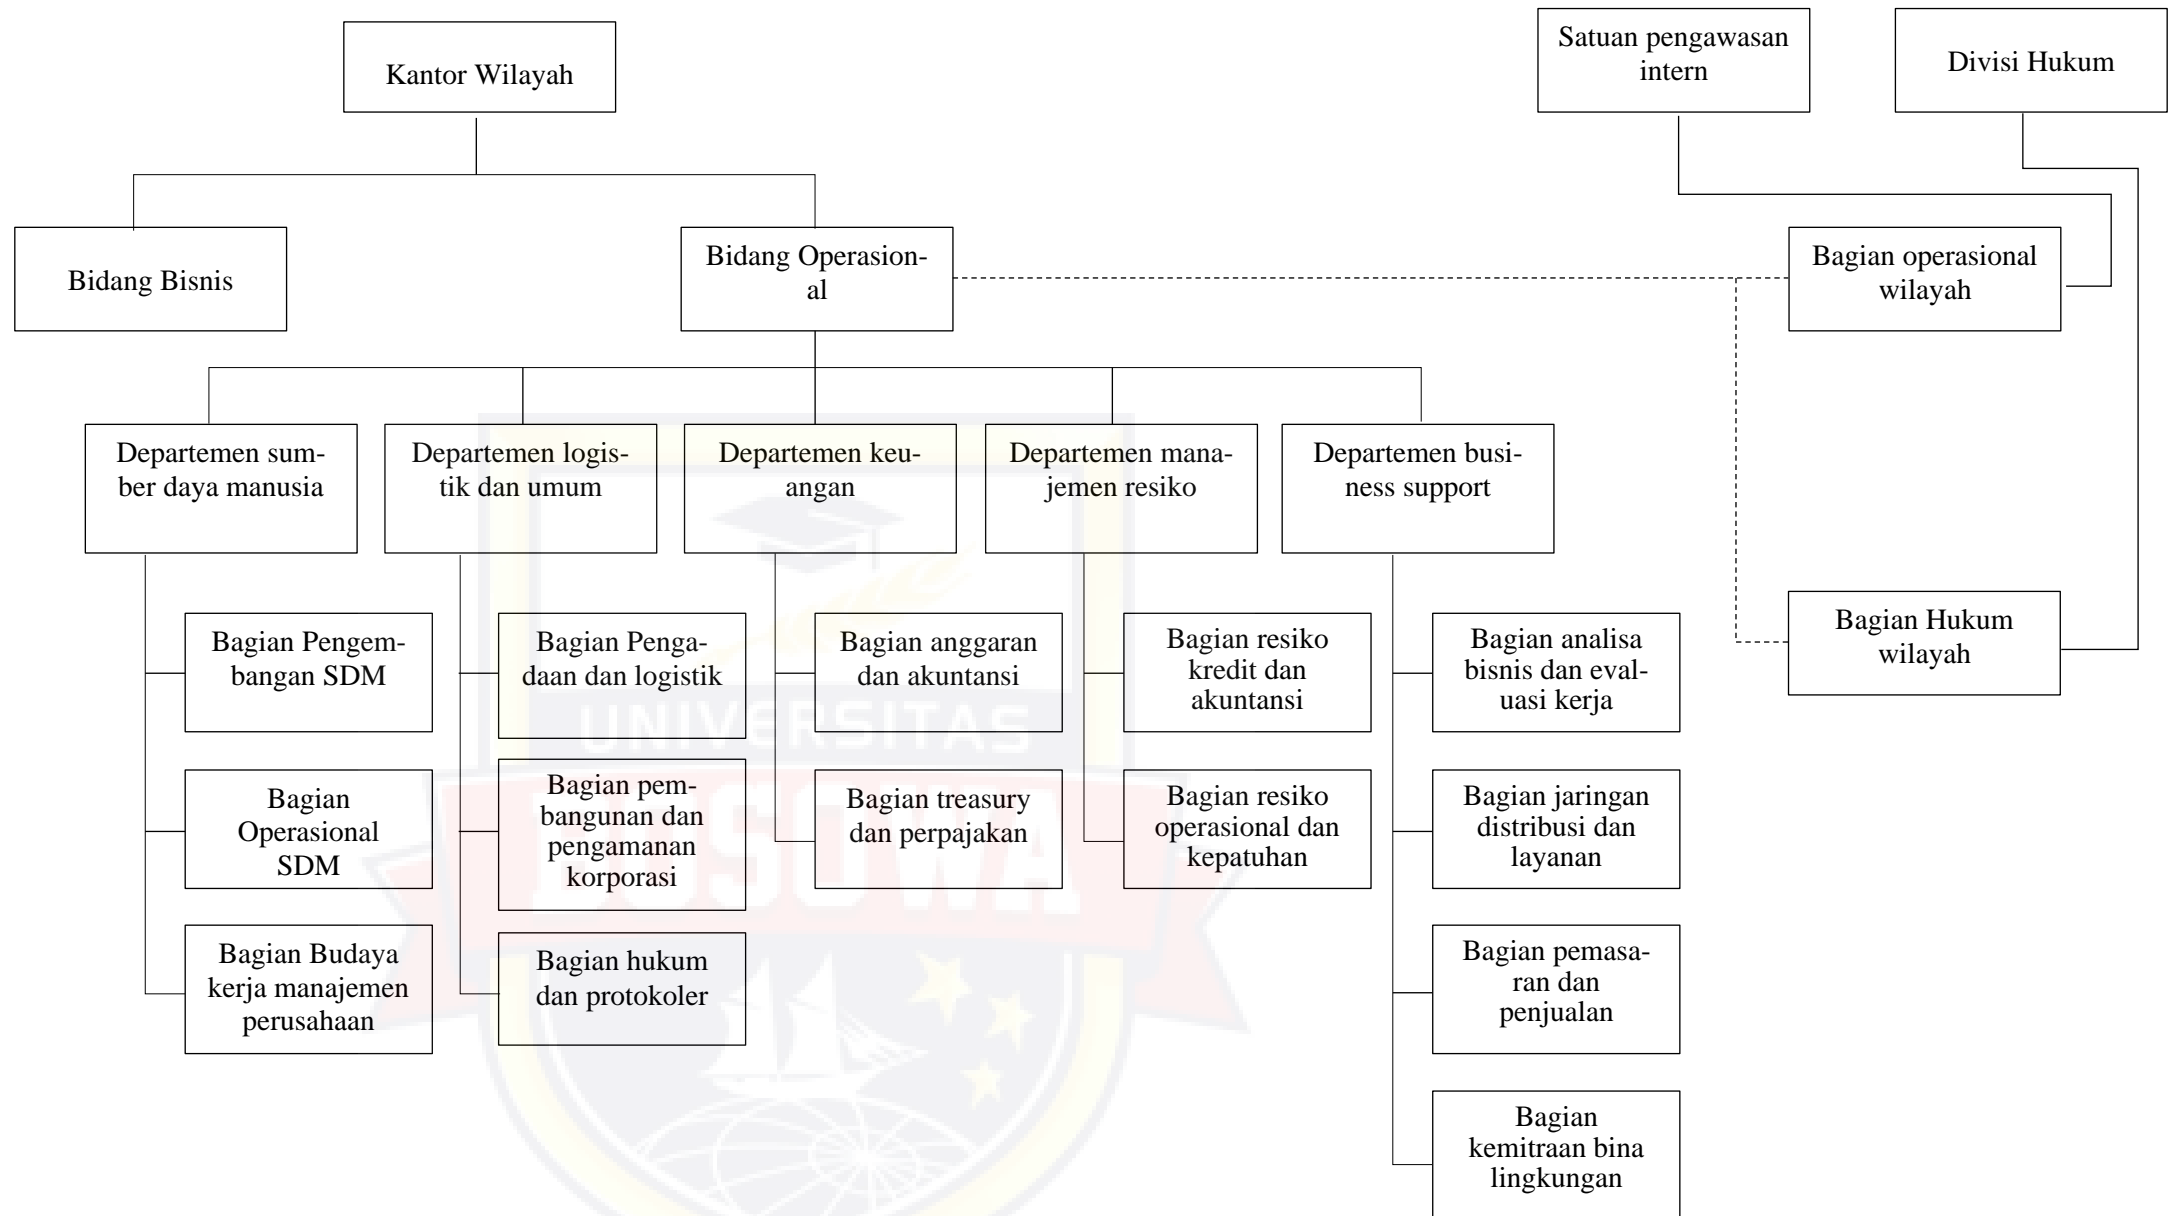 Kantor Wilayah
Satuan pengawasan
intern
Divisi Hukum
Bidang Bisnis
Bidang Operasion-
al
Bagian operasional
wilayah
Departemen sum-
ber daya manusia
Departemen logis-
tik dan umum
Departemen keu-
angan
Departemen mana-
jemen resiko
Departemen busi-
ness support
Bagian Pengem-
bangan SDM
Bagian Penga-
daan dan logistik
Bagian anggaran
dan akuntansi
Bagian resiko
kredit dan
akuntansi
Bagian analisa
bisnis dan eval-
uasi kerja
Bagian Hukum
wilayah
Bagian
Operasional
SDM
Bagian pem-
bangunan dan
pengamanan
korporasi
Bagian treasury
dan perpajakan
Bagian resiko
operasional dan
kepatuhan
Bagian jaringan
distribusi dan
layanan
Bagian Budaya
kerja manajemen
perusahaan
Bagian hukum
dan protokoler
Bagian pemasa-
ran dan
penjualan
Bagian
kemitraan bina
lingkungan
UNIVERSITAS
BOSOWA